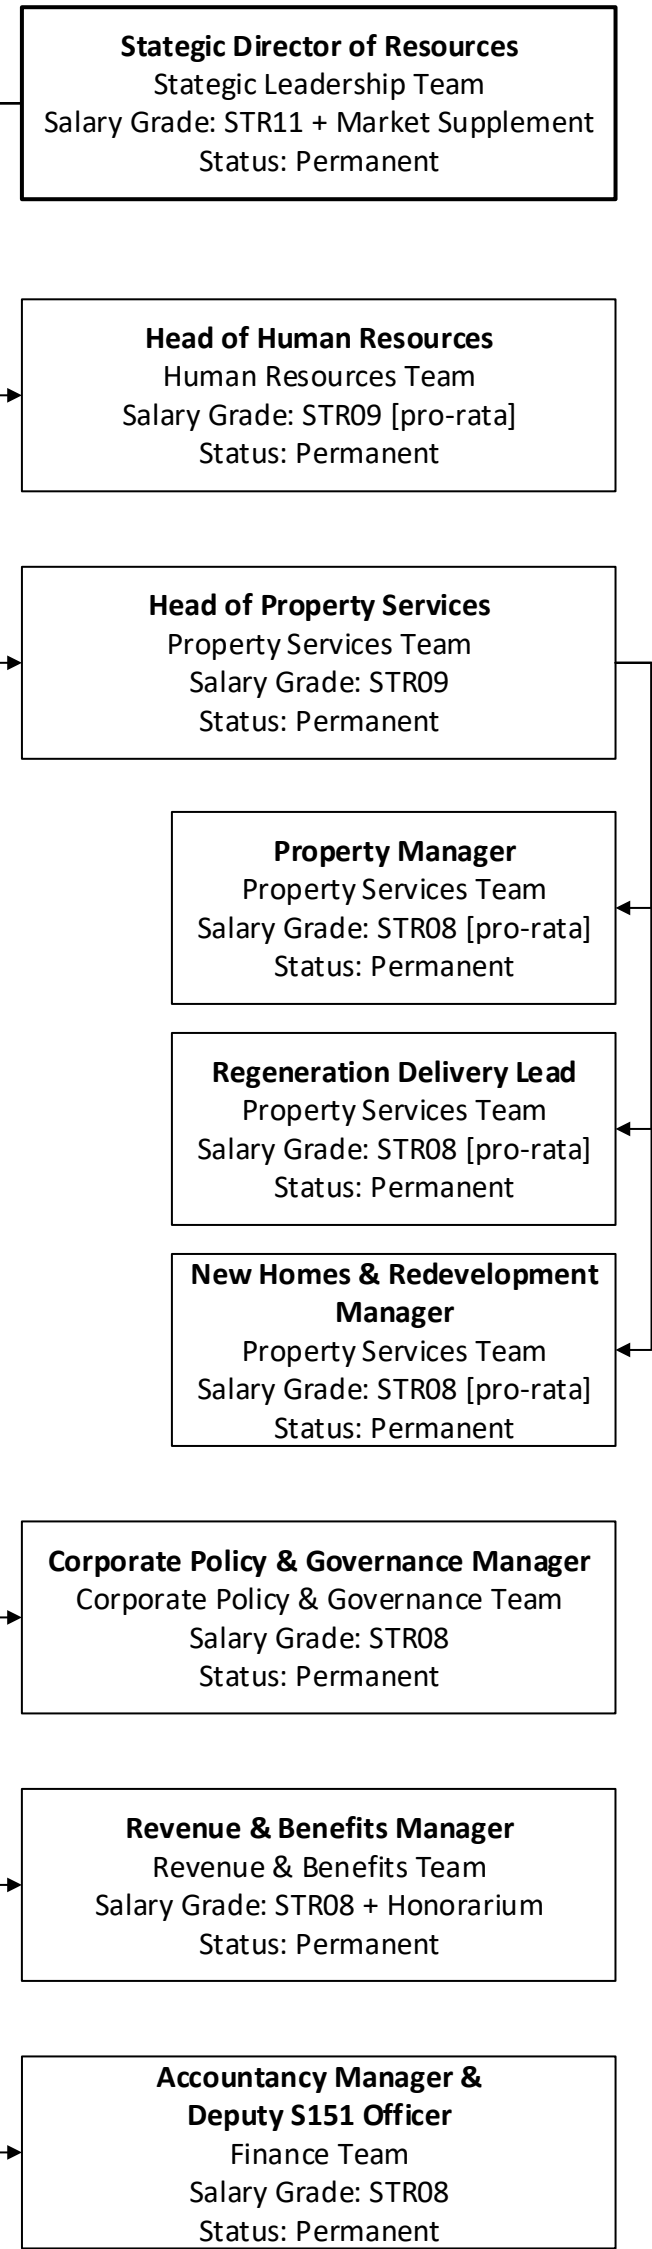 Stategic Director of Resources
Stategic Leadership Team
Salary Grade: STR11 + Market Supplement
Status: Permanent
Head of Human Resources
Human Resources Team
Salary Grade: STR09 [pro-rata]
Status: Permanent
Head of Property Services
Property Services Team
Salary Grade: STR09
Status: Permanent
Property Manager
Property Services Team
Salary Grade: STR08 [pro-rata]
Status: Permanent
Regeneration Delivery Lead
Property Services Team
Salary Grade: STR08 [pro-rata]
Status: Permanent
New Homes & Redevelopment
Manager
Property Services Team
Salary Grade: STR08 [pro-rata]
Status: Permanent
Corporate Policy & Governance Manager
Corporate Policy & Governance Team
Salary Grade: STR08
Status: Permanent
Revenue & Benefits Manager
Revenue & Benefits Team
Salary Grade: STR08 + Honorarium
Status: Permanent
Accountancy Manager &
Deputy S151 Officer
Finance Team
Salary Grade: STR08
Status: Permanent